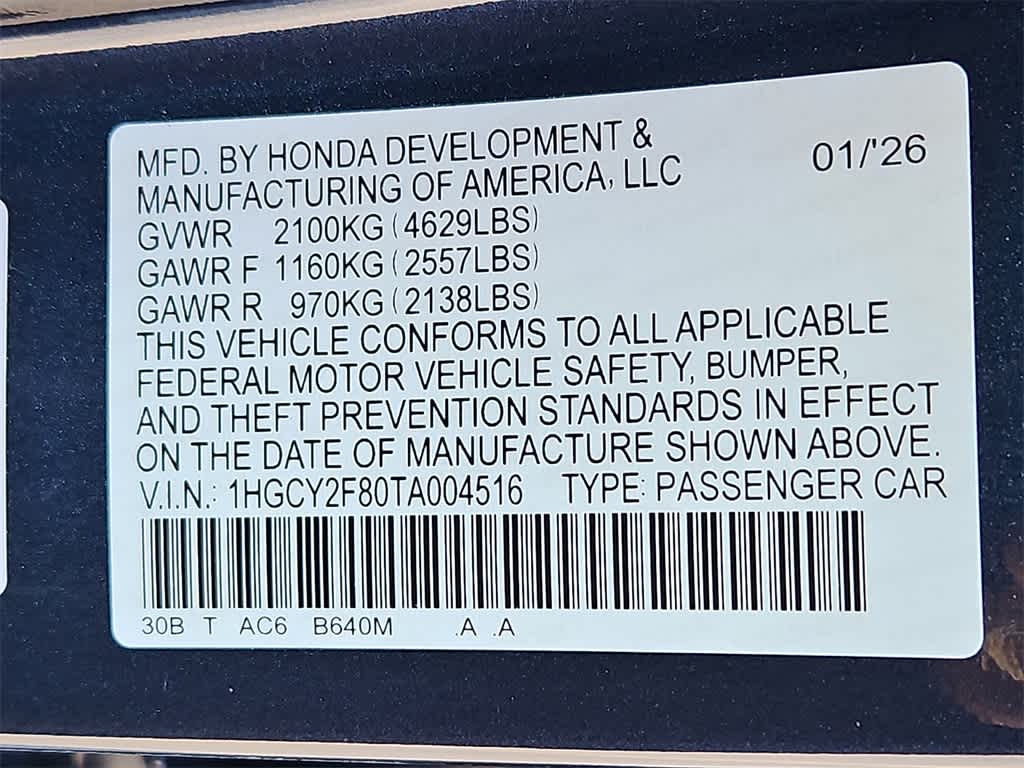 MFD. BY HONDA DEVELOPMENT &
MANUFACTURING OF AMERICA, LLC 01/'26
GVWR 2100KG (4629LBS)
GAWR F 1160KG (2557LBS)
GAWR R 970KG (2138LBS)
THIS VEHICLE CONFORMS TO ALL APPLICABLE
FEDERAL MOTOR VEHICLE SAFETY, BUMPER,
AND THEFT PREVENTION STANDARDS IN EFFECT
ON THE DATE OF MANUFACTURE SHOWN ABOVE.
V.I.N.: 1HGCY2F80TA004516 TYPE: PASSENGER CAR
30B T AC6 B640M .A .A